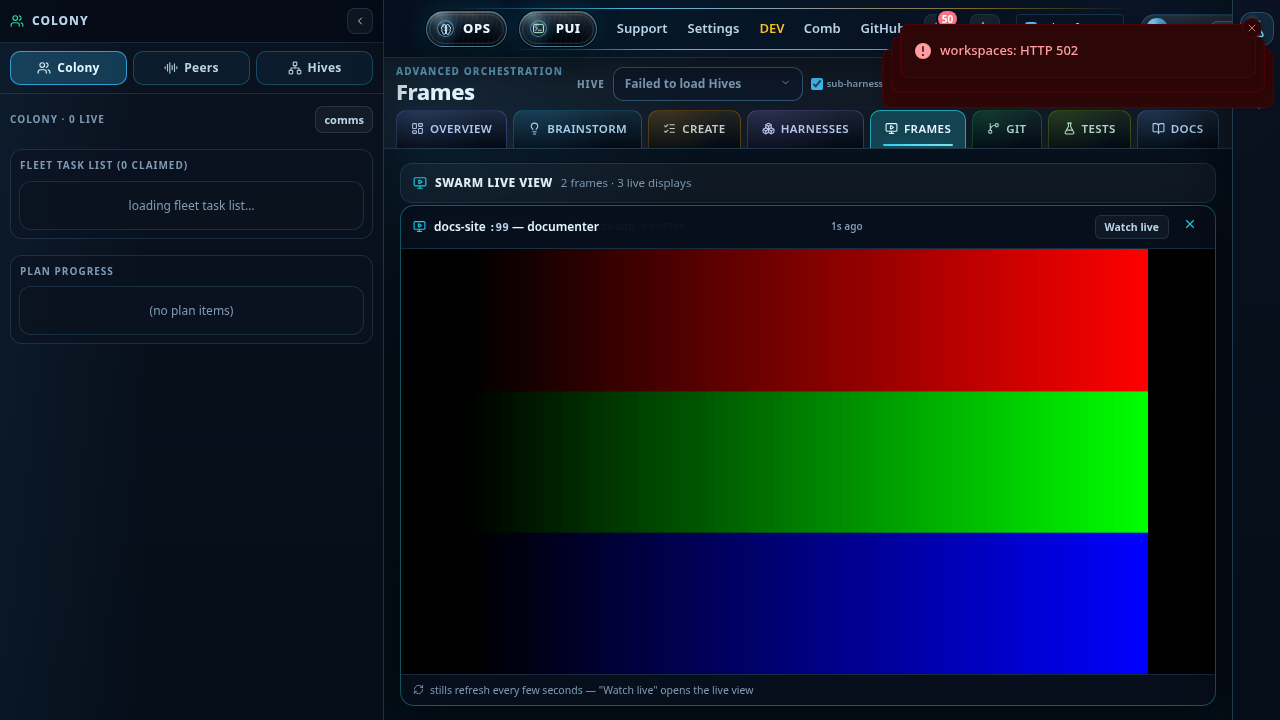 COLONY
Colony
Peers
Hives
COLONY · 0 LIVE
comms
FLEET TASK LIST (0 CLAIMED)
loading fleet task list...
PLAN PROGRESS
(no plan items)
OPS
PUI
Support
Settings
DEV
Comb
GitHub
50
workspaces: HTTP 502
ADVANCED ORCHESTRATION
Frames
HIVE
Failed to load Hives
sub-harness
OVERVIEW
BRAINSTORM
CREATE
HARNESSES
FRAMES
GIT
TESTS
DOCS
SWARM LIVE VIEW 2 frames · 3 live displays
docs-site :99 — documenter
1s ago
Watch live
stills refresh every few seconds — "Watch live" opens the live view